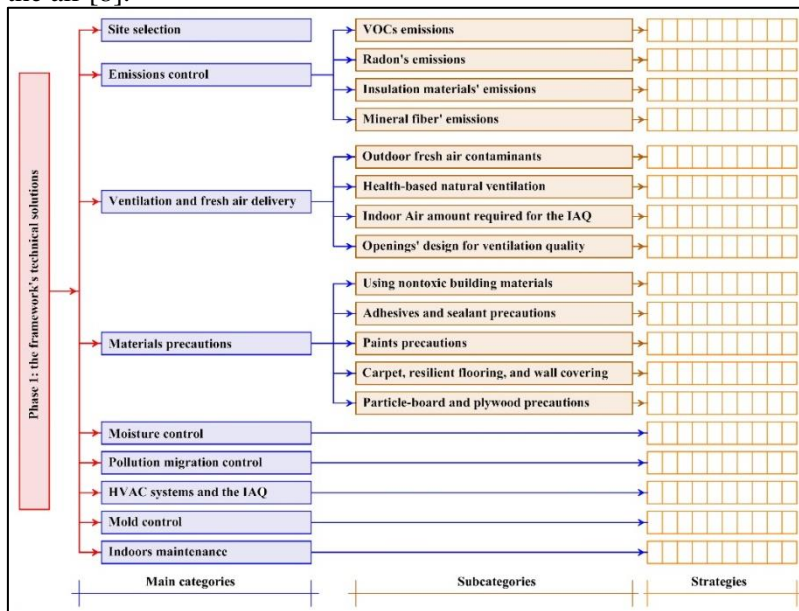 the air [8].
Phase 1: the framework's technical solutions
Site selection
Emissions control
Ventilation and fresh air delivery
Materials precautions
Moisture control
Pollution migration control
HVAC systems and the IAQ
Mold control
Indoors maintenance
VOCs emissions
Radon's emissions
Insulation materials' emissions
Mineral fiber' emissions
Outdoor fresh air contaminants
Health-based natural ventilation
Indoor Air amount required for the IAQ
Openings' design for ventilation quality
Using nontoxic building materials
Adhesives and sealant precautions
Paints precautions
Carpet, resilient flooring, and wall covering
Particle-board and plywood precautions
Main categories
Subcategories
Strategies